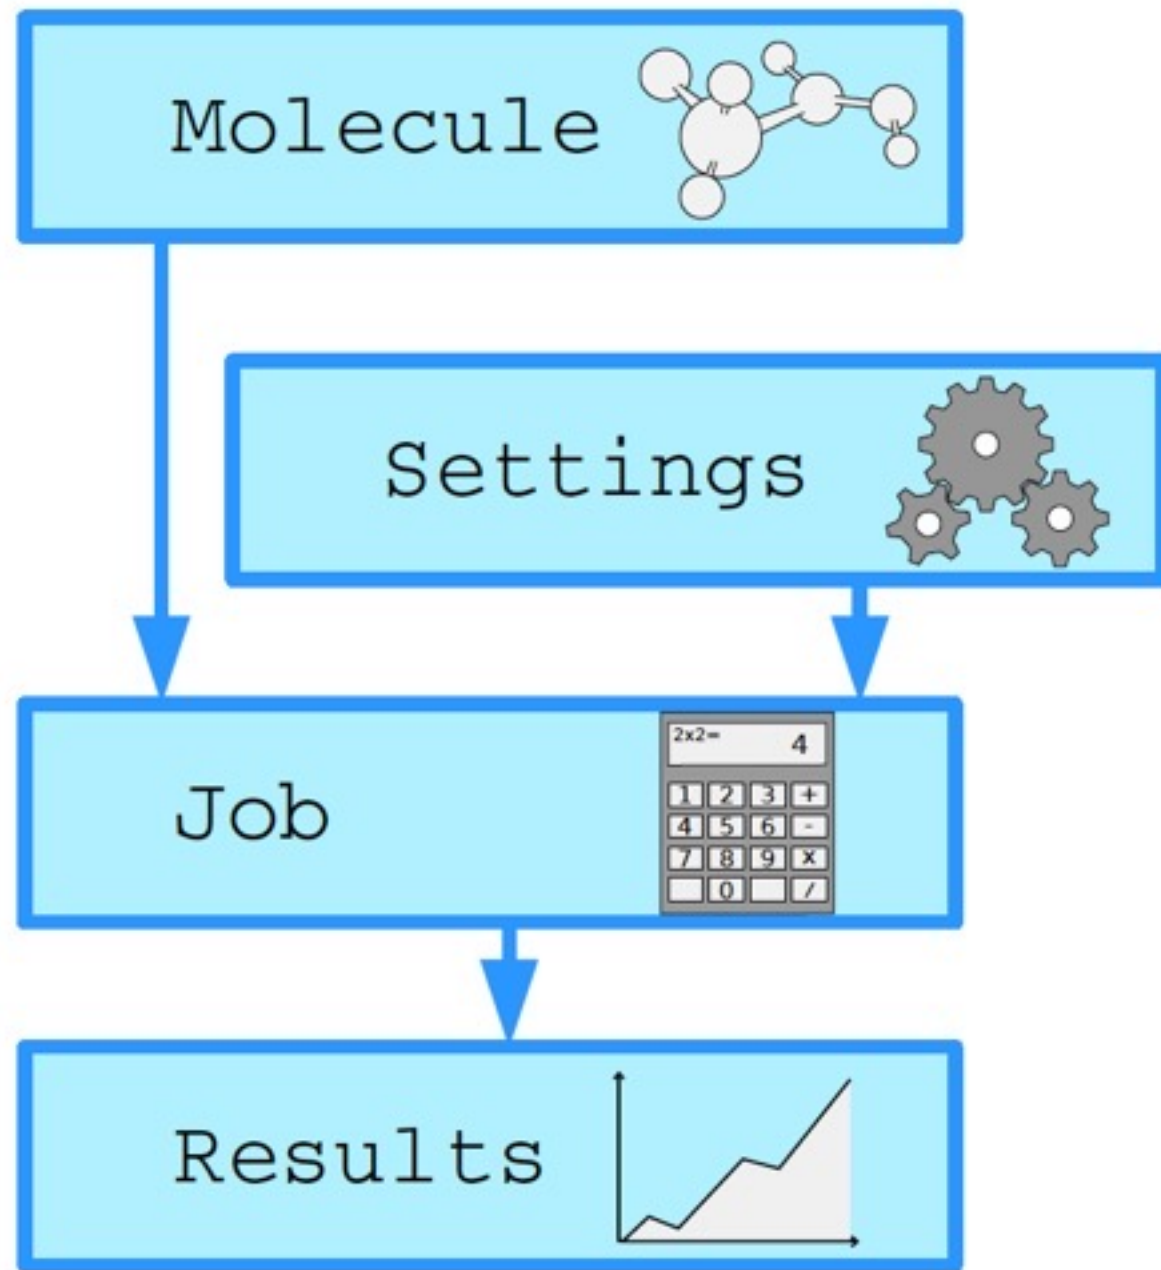 Molecule
Settings
Job
2x2= 4
1 2 3 +
4 5 6 -
7 8 9 x
0 /
Results